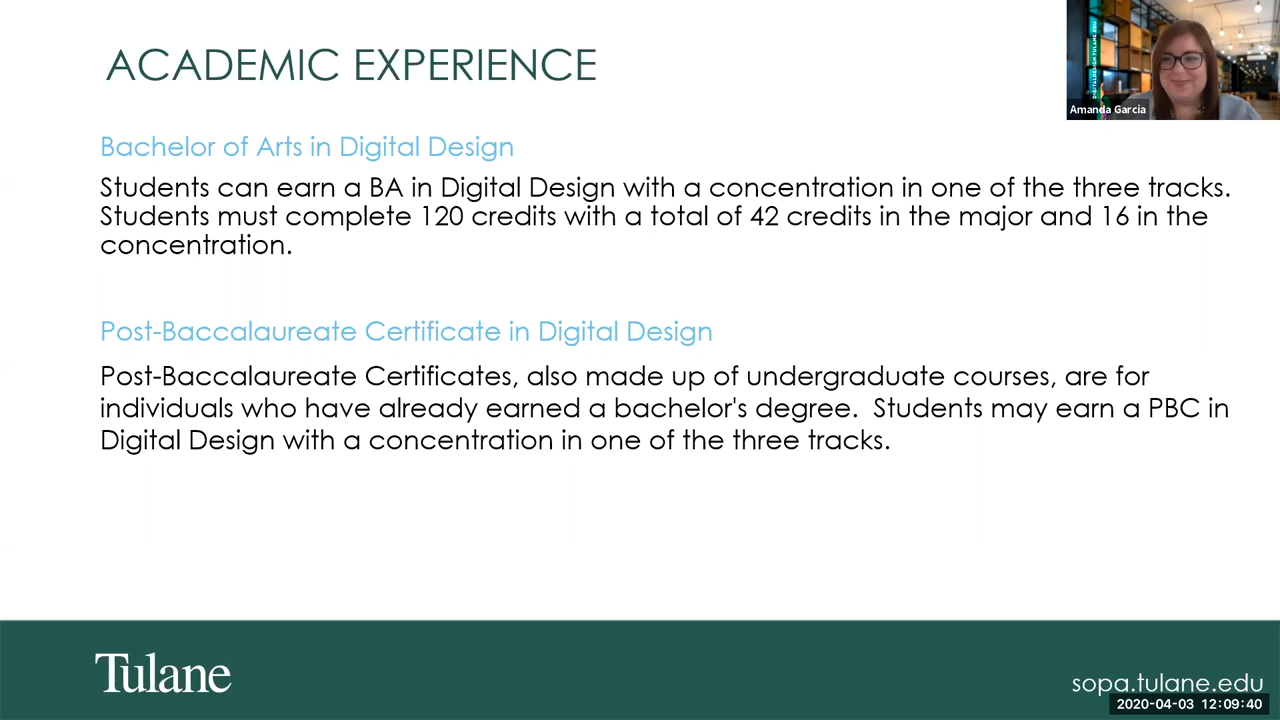 ACADEMIC EXPERIENCE
DIGITALDESIGN.TULANE.EDU
Amanda Garcia
Bachelor of Arts in Digital Design
Students can earn a BA in Digital Design with a concentration in one of the three tracks.
Students must complete 120 credits with a total of 42 credits in the major and 16 in the
concentration.
Post-Baccalaureate Certificate in Digital Design
Post-Baccalaureate Certificates, also made up of undergraduate courses, are for
individuals who have already earned a bachelor's degree.  Students may earn a PBC in
Digital Design with a concentration in one of the three tracks.
Tulane
sopa.tulane.edu
2020-04-03 12:09:40